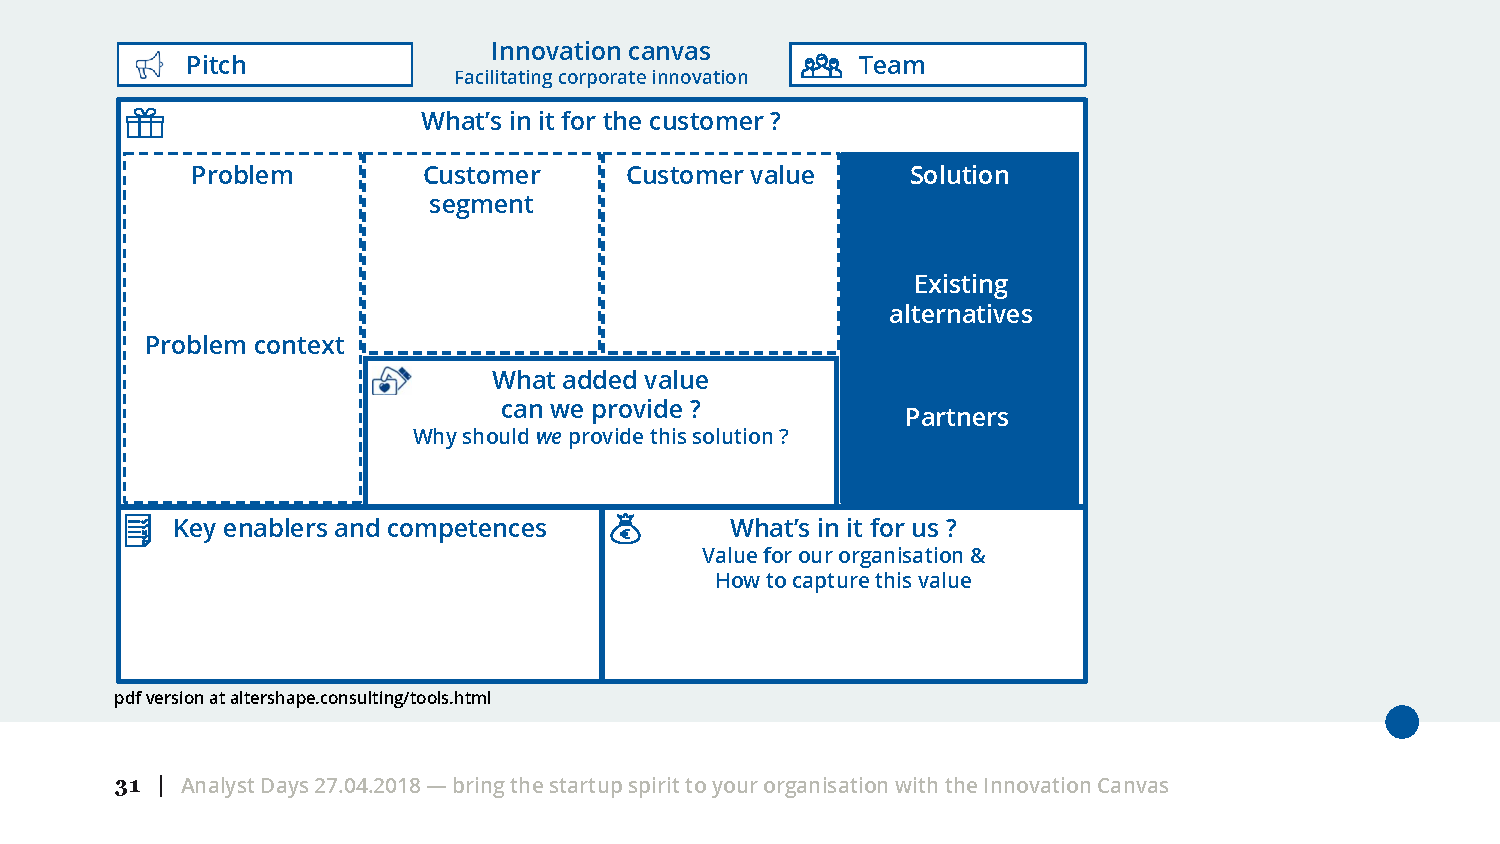 Pitch
Innovation canvas
Facilitating corporate innovation
Team
What's in it for the customer ?
Problem
Problem context
Customer
segment
Customer value
Solution
Existing
alternatives
Partners
What added value
can we provide ?
Why should we provide this solution ?
Key enablers and competences
What's in it for us ?
Value for our organisation &
How to capture this value
pdf version at altershape.consulting/tools.html
31 | Analyst Days 27.04.2018 — bring the startup spirit to your organisation with the Innovation Canvas